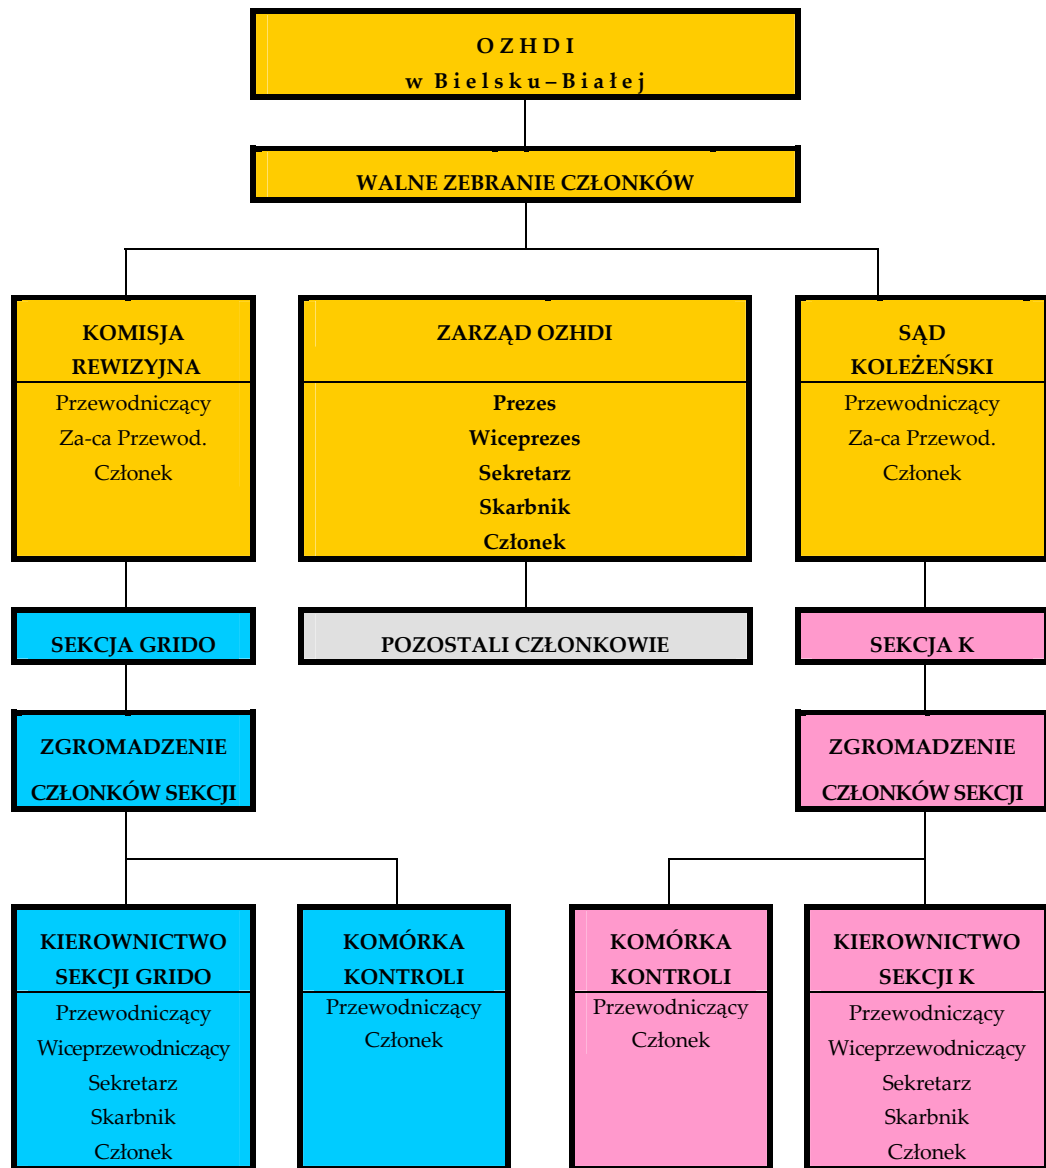 O Z H D I
w B i e l s k u – B i a ł e j
WALNE ZEBRANIE CZŁONKÓW
KOMISJA
REWIZYJNA
Przewodniczący
Za-ca Przewod.
Członek
ZARZĄD OZHDI
Prezes
Wiceprezes
Sekretarz
Skarbnik
Członek
SĄD
KOLEŻEŃSKI
Przewodniczący
Za-ca Przewod.
Członek
SEKCJA GRIDO
POZOSTALI CZŁONKOWIE
SEKCJA K
ZGROMADZENIE
CZŁONKÓW SEKCJI
ZGROMADZENIE
CZŁONKÓW SEKCJI
KIEROWNICTWO
SEKCJI GRIDO
Przewodniczący
Wiceprzewodniczący
Sekretarz
Skarbnik
Członek
KOMÓRKA
KONTROLI
Przewodniczący
Członek
KOMÓRKA
KONTROLI
Przewodniczący
Członek
KIEROWNICTWO
SEKCJI K
Przewodniczący
Wiceprzewodniczący
Sekretarz
Skarbnik
Członek